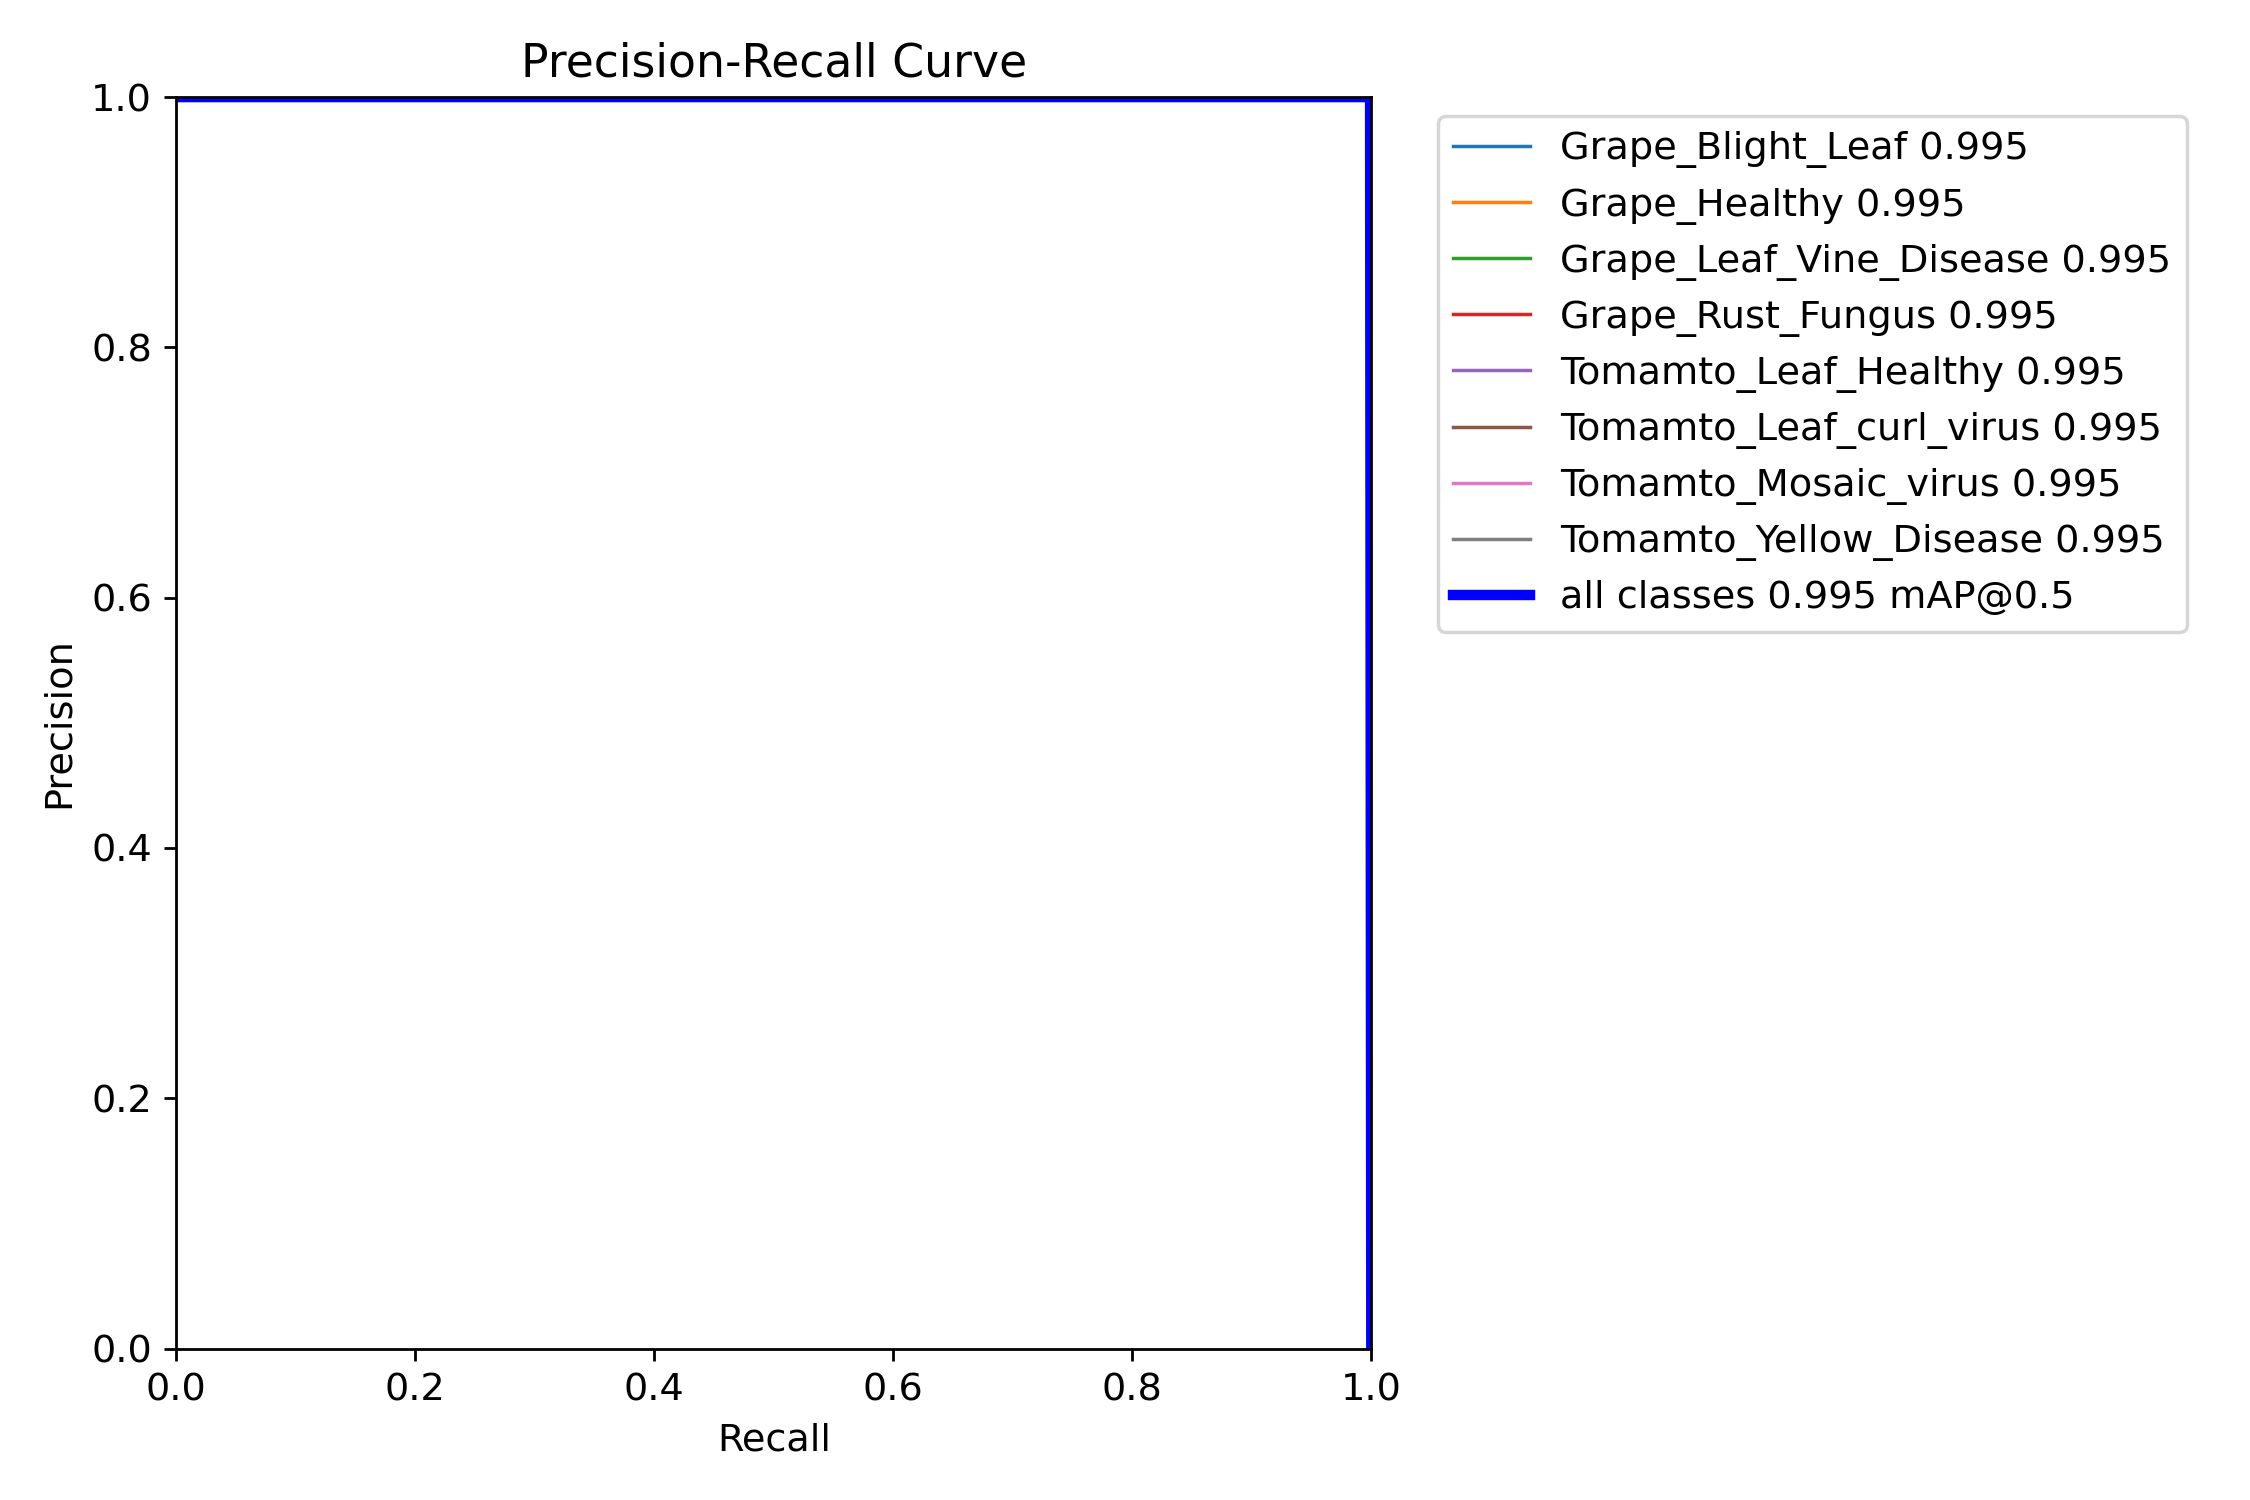 Precision-Recall Curve
1.0
0.8
0.6
0.4
0.2
0.0
Precision
0.0 0.2 0.4 0.6 0.8 1.0
Recall
Grape_Blight_Leaf 0.995
Grape_Healthy 0.995
Grape_Leaf_Vine_Disease 0.995
Grape_Rust_Fungus 0.995
Tomamto_Leaf_Healthy 0.995
Tomamto_Leaf_curl_virus 0.995
Tomamto_Mosaic_virus 0.995
Tomamto_Yellow_Disease 0.995
all classes 0.995 mAP@0.5